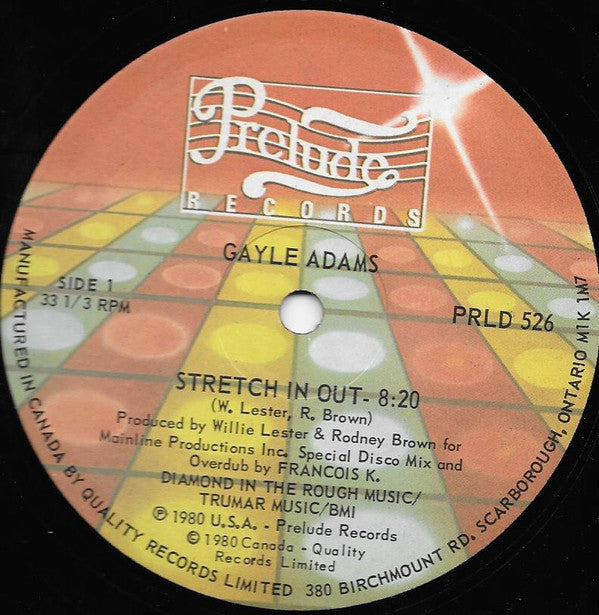 Prelude
RECORDS
GAYLE ADAMS
SIDE 1
33 1/3 RPM
PRLD 526
STRETCH IN OUT- 8:20
(W. Lester, R. Brown)
Produced by Willie Lester & Rodney Brown for
Mainline Productions Inc. Special Disco Mix and
Overdub by FRANCOIS K.
DIAMOND IN THE ROUGH MUSIC/
TRUMAR MUSIC/BMI
℗ 1980 U.S.A. - Prelude Records
© 1980 Canada - Quality
Records Limited
MANUFACTURED IN CANADA BY QUALITY RECORDS LIMITED 380 BIRCHMOUNT RD. SCARBOROUGH, ONTARIO M1K 1M7